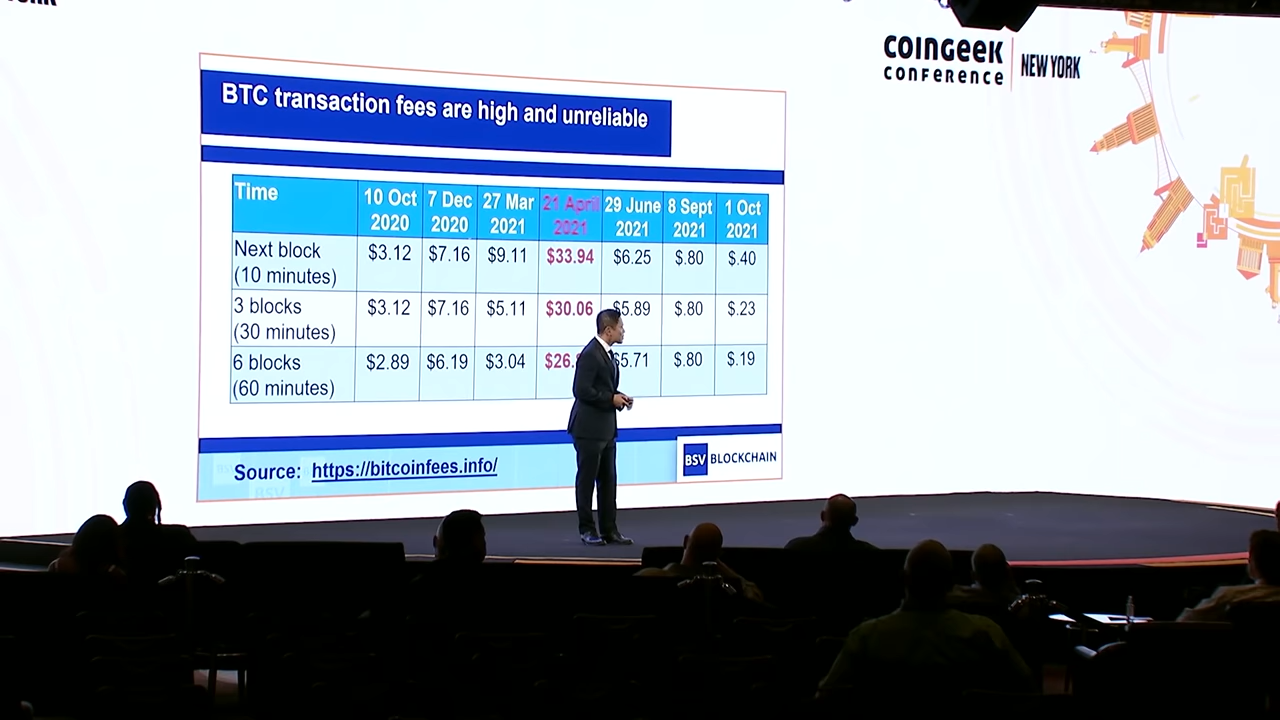 COINGEEK
CONFERENCE
NEW YORK
BTC transaction fees are high and unreliable
Time 10 Oct 2020 7 Dec 2020 27 Mar 2021 21 April 2021 29 June 2021 8 Sept 2021 1 Oct 2021
Next block (10 minutes) $3.12 $7.16 $9.11 $33.94 $6.25 $.80 $.40
3 blocks (30 minutes) $3.12 $7.16 $5.11 $30.06 $5.89 $.80 $.23
6 blocks (60 minutes) $2.89 $6.19 $3.04 $26. $5.71 $.80 $.19
Source: https://bitcoinfees.info/
BSV BLOCKCHAIN